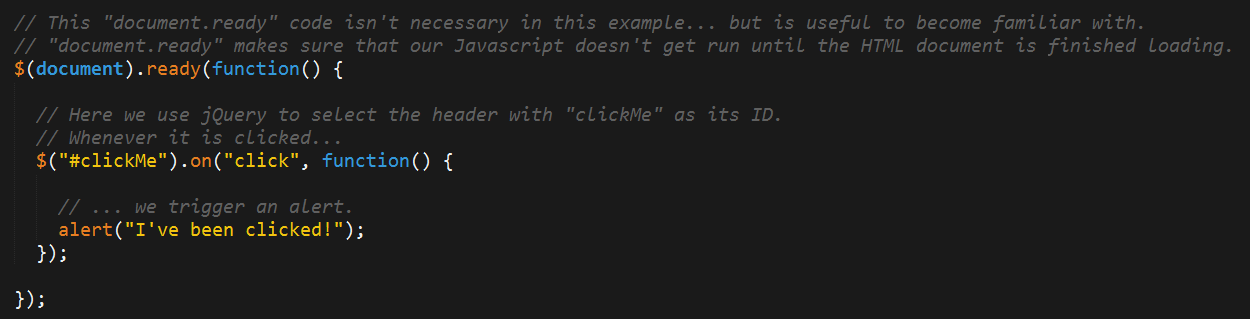 // This "document.ready" code isn't necessary in this example... but is useful to become familiar with.
// "document.ready" makes sure that our Javascript doesn't get run until the HTML document is finished loading.
$(document).ready(function() {
// Here we use jQuery to select the header with "clickMe" as its ID.
// Whenever it is clicked...
$("#clickMe").on("click", function() {
// ... we trigger an alert.
alert("I've been clicked!");
});
});